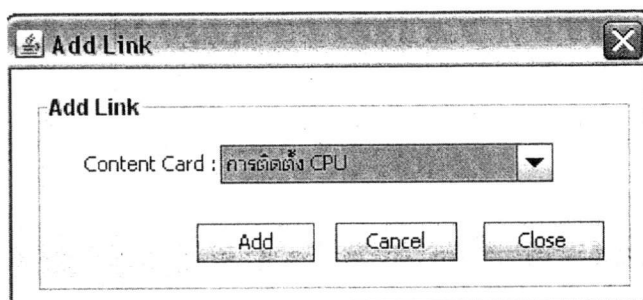 Add Link
Add Link
Content Card : การติดตั้ง CPU
Add Cancel Close